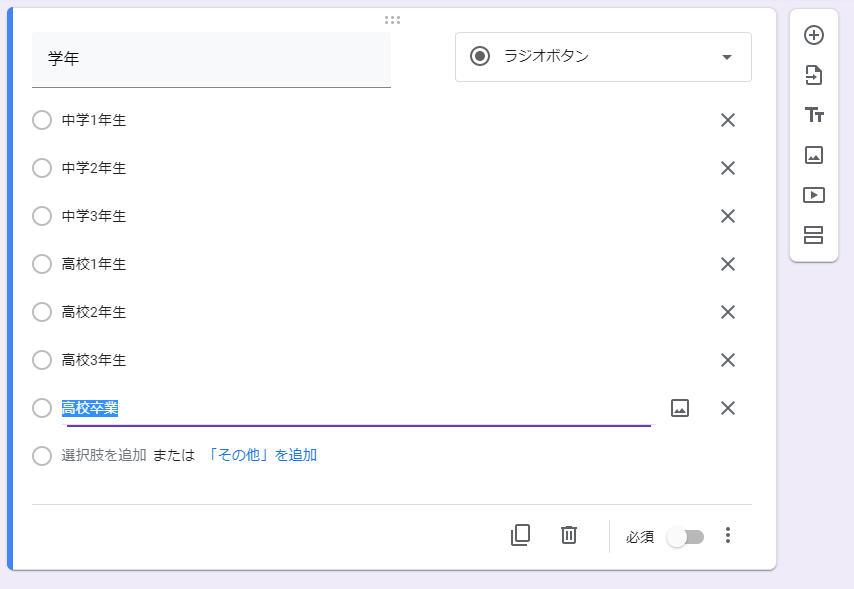 学年
ラジオボタン
中学1年生
中学2年生
中学3年生
高校1年生
高校2年生
高校3年生
高校卒業
選択肢を追加 または 「その他」を追加
必須